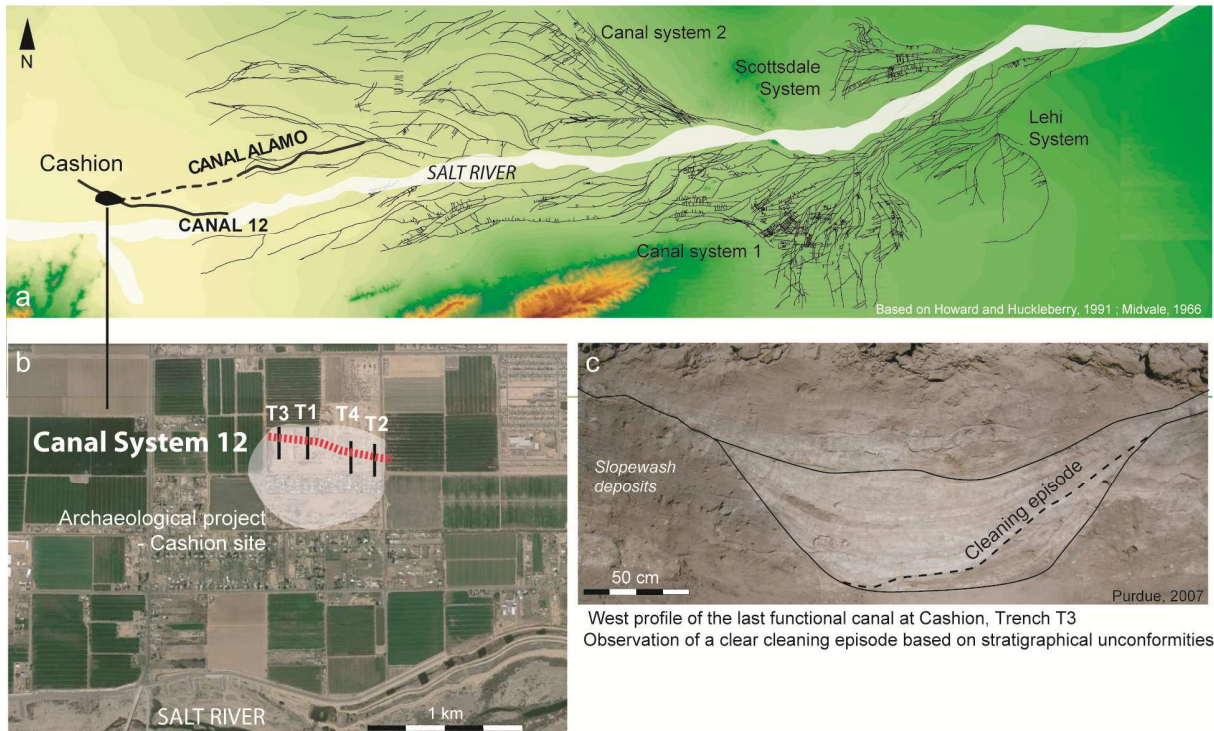 N
Canal system 2
Scottsdale
System
Lehi
System
CANAL ALAMO
Cashion
SALT RIVER
CANAL 12
Canal system 1
a
Based on Howard and Huckleberry, 1991 ; Midvale, 1966
b
T3 T1 T4 T2
Canal System 12
Archaeological project
- Cashion site
SALT RIVER
1 km
c
Slopewash
deposits
Cleaning episode
50 cm
Purdue, 2007
West profile of the last functional canal at Cashion, Trench T3
Observation of a clear cleaning episode based on stratigraphical unconformities